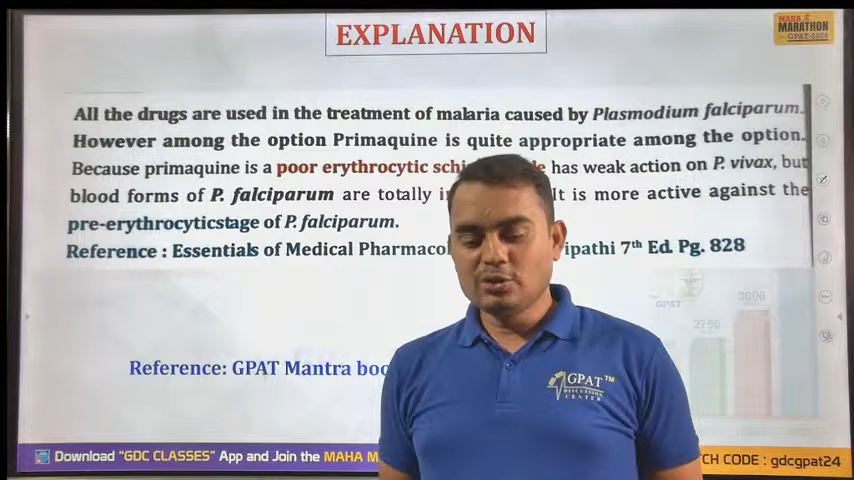 EXPLANATION
MAHA
MARATHON
GPAT-2024
All the drugs are used in the treatment of malaria caused by Plasmodium falciparum.
However among the option Primaquine is quite appropriate among the option.
Because primaquine is a poor erythrocytic has weak action on P. vivax, but
blood forms of P. falciparum are totally It is more active against the
pre-erythrocyticstage of P. falciparum.
Reference : Essentials of Medical 7th Ed. Pg. 828
GPAT
3000
2750
Reference: GPAT Mantra
GPAT™
DISCUSSION
CENTER
Download "GDC CLASSES" App and Join the MAHA CODE : gdcgpat24